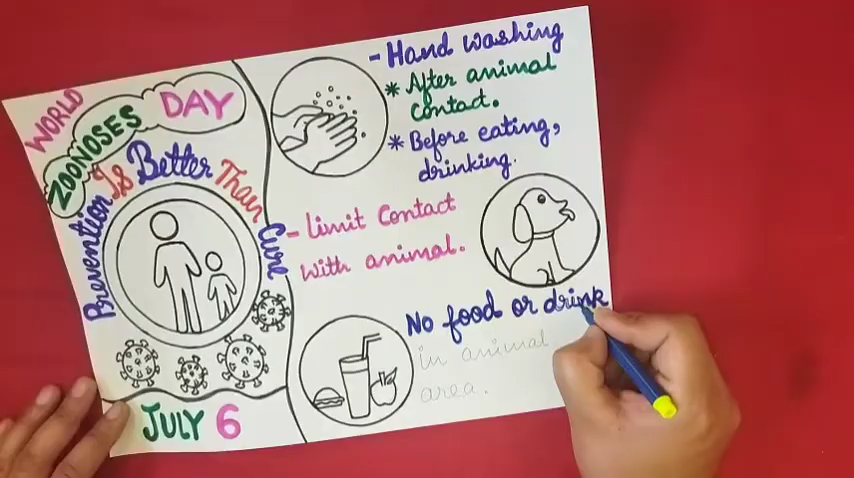 WORLD
ZOONOSES DAY
Prevention Is Better Than Cure
JULY 6
- Hand washing
* After animal
contact.
* Before eating,
drinking.
- Limit Contact
With animal.
No food or drink
in animal
area.